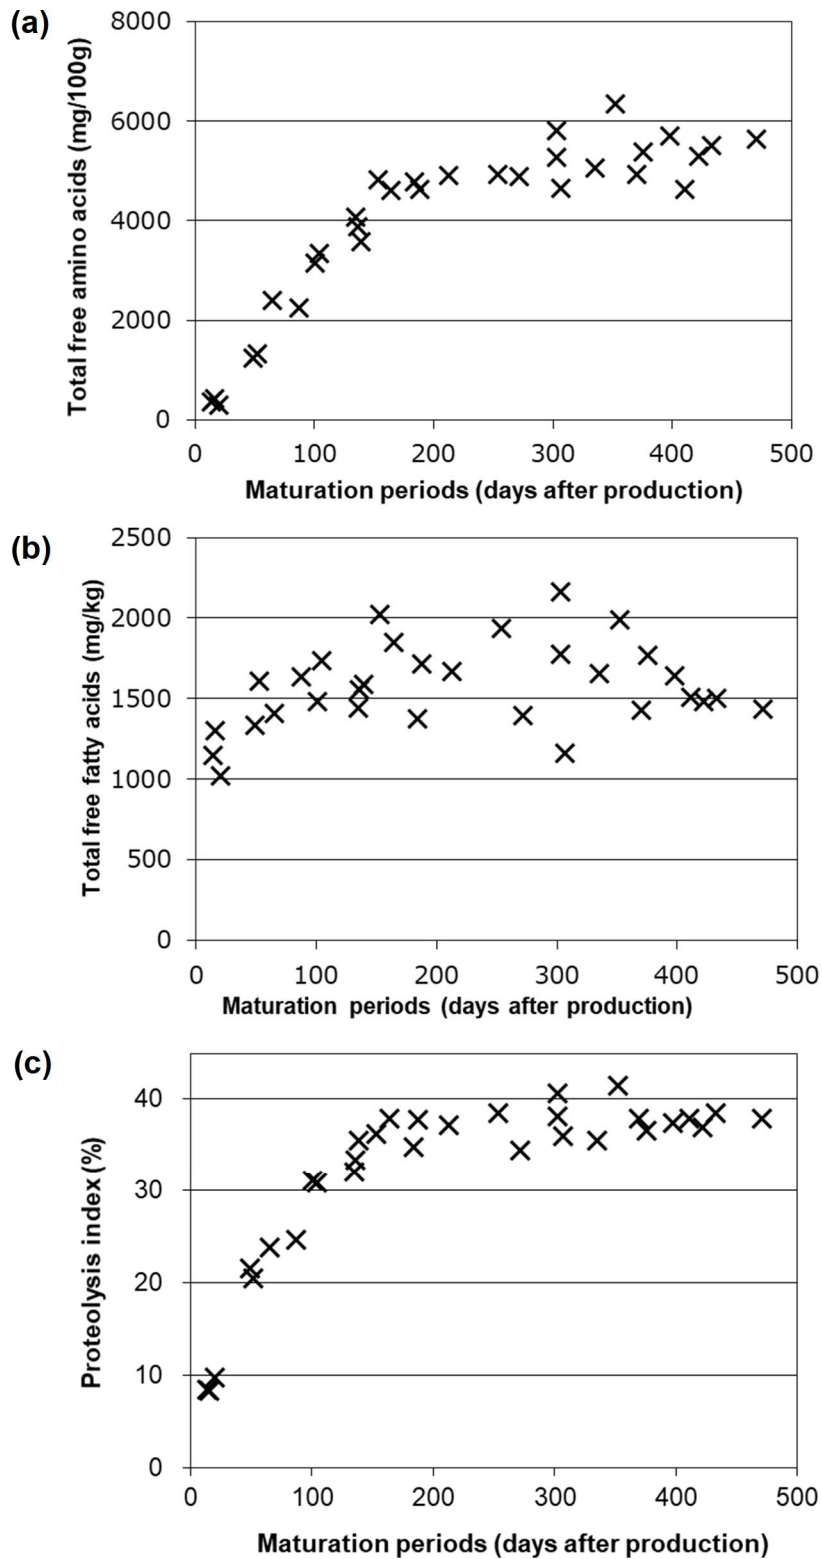 (a)
Total free amino acids (mg/100g)
8000
6000
4000
2000
0
0 100 200 300 400 500
Maturation periods (days after production)
(b)
Total free fatty acids (mg/kg)
2500
2000
1500
1000
500
0
0 100 200 300 400 500
Maturation periods (days after production)
(c)
Proteolysis index (%)
40
30
20
10
0
0 100 200 300 400 500
Maturation periods (days after production)